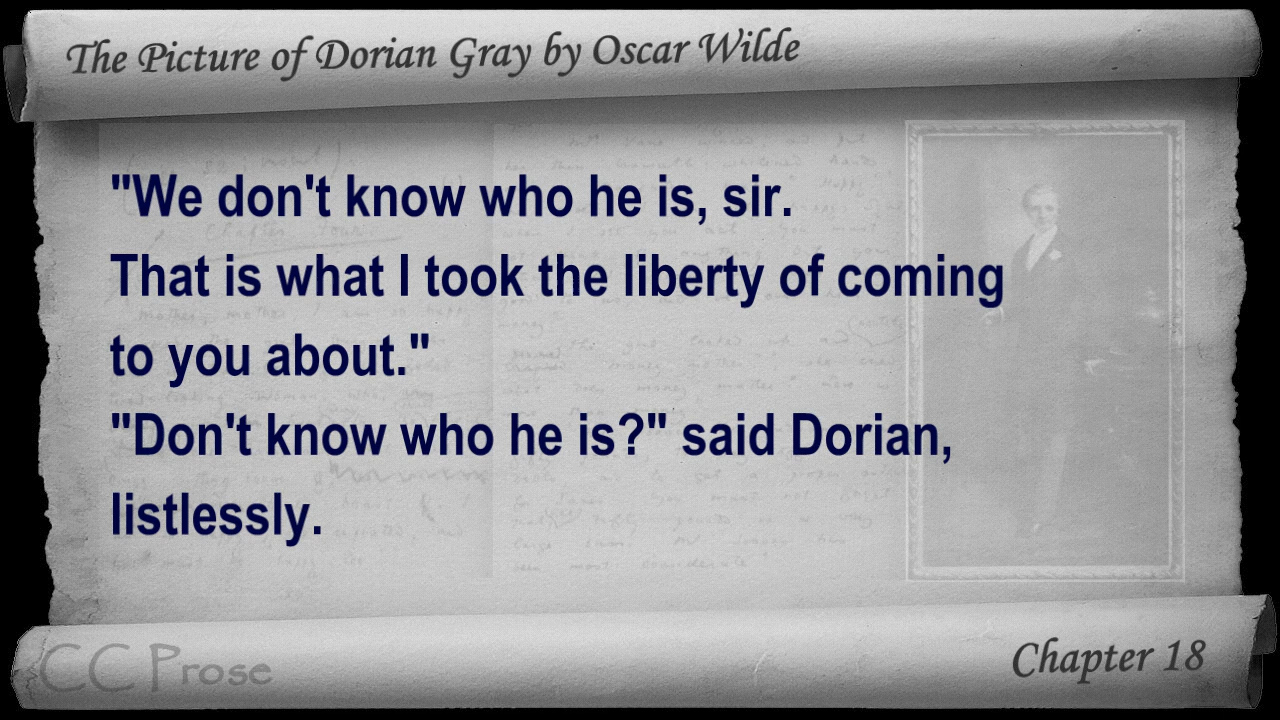 The Picture of Dorian Gray by Oscar Wilde
"We don't know who he is, sir.
That is what I took the liberty of coming
to you about."
"Don't know who he is?" said Dorian,
listlessly.
CC Prose
Chapter 18